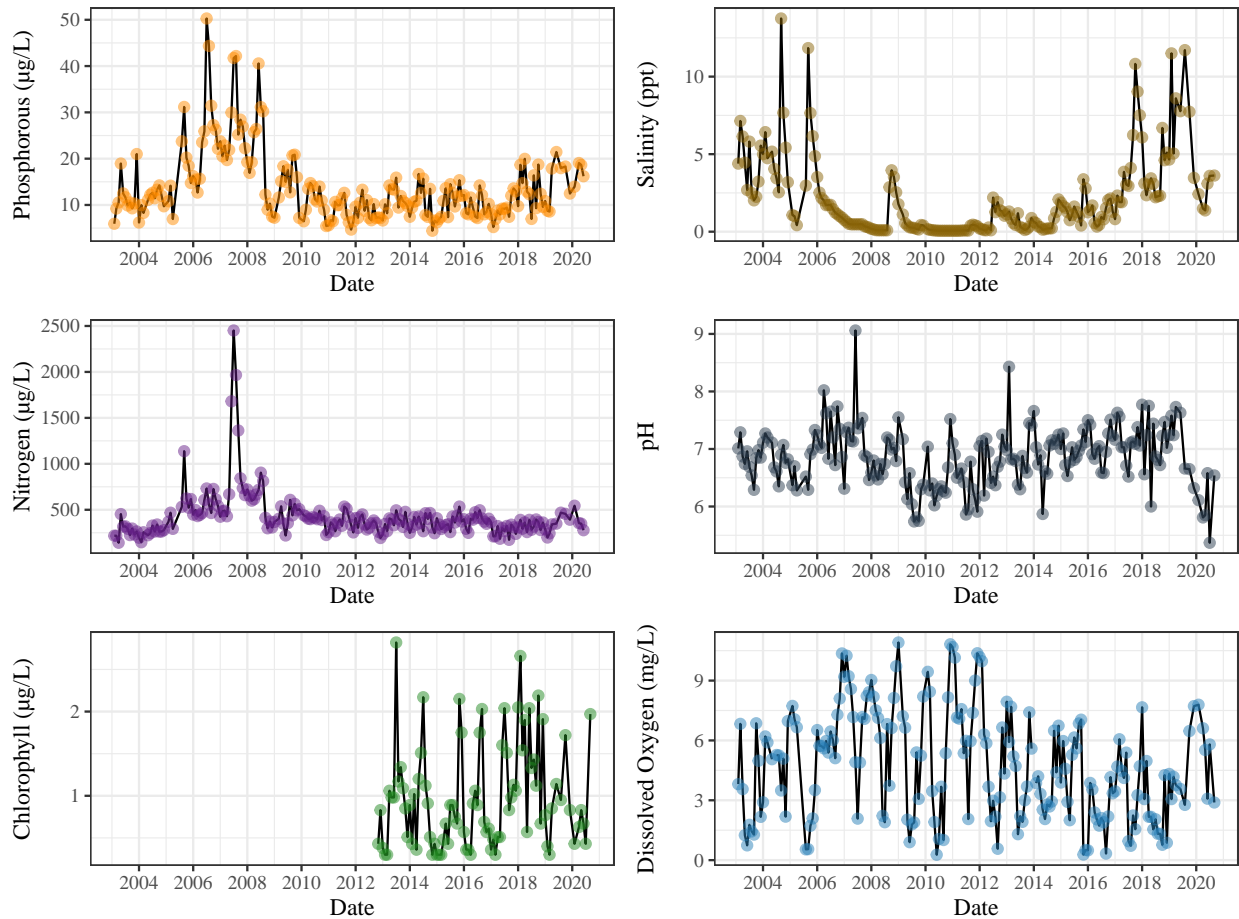 Phosphorous (μg/L)
50
40
30
20
10
2004 2006 2008 2010 2012 2014 2016 2018 2020
Date
Salinity (ppt)
10
5
0
2004 2006 2008 2010 2012 2014 2016 2018 2020
Date
Nitrogen (μg/L)
2500
2000
1500
1000
500
2004 2006 2008 2010 2012 2014 2016 2018 2020
Date
pH
9
8
7
6
2004 2006 2008 2010 2012 2014 2016 2018 2020
Date
Chlorophyll (μg/L)
2
1
2004 2006 2008 2010 2012 2014 2016 2018 2020
Date
Dissolved Oxygen (mg/L)
9
6
3
0
2004 2006 2008 2010 2012 2014 2016 2018 2020
Date